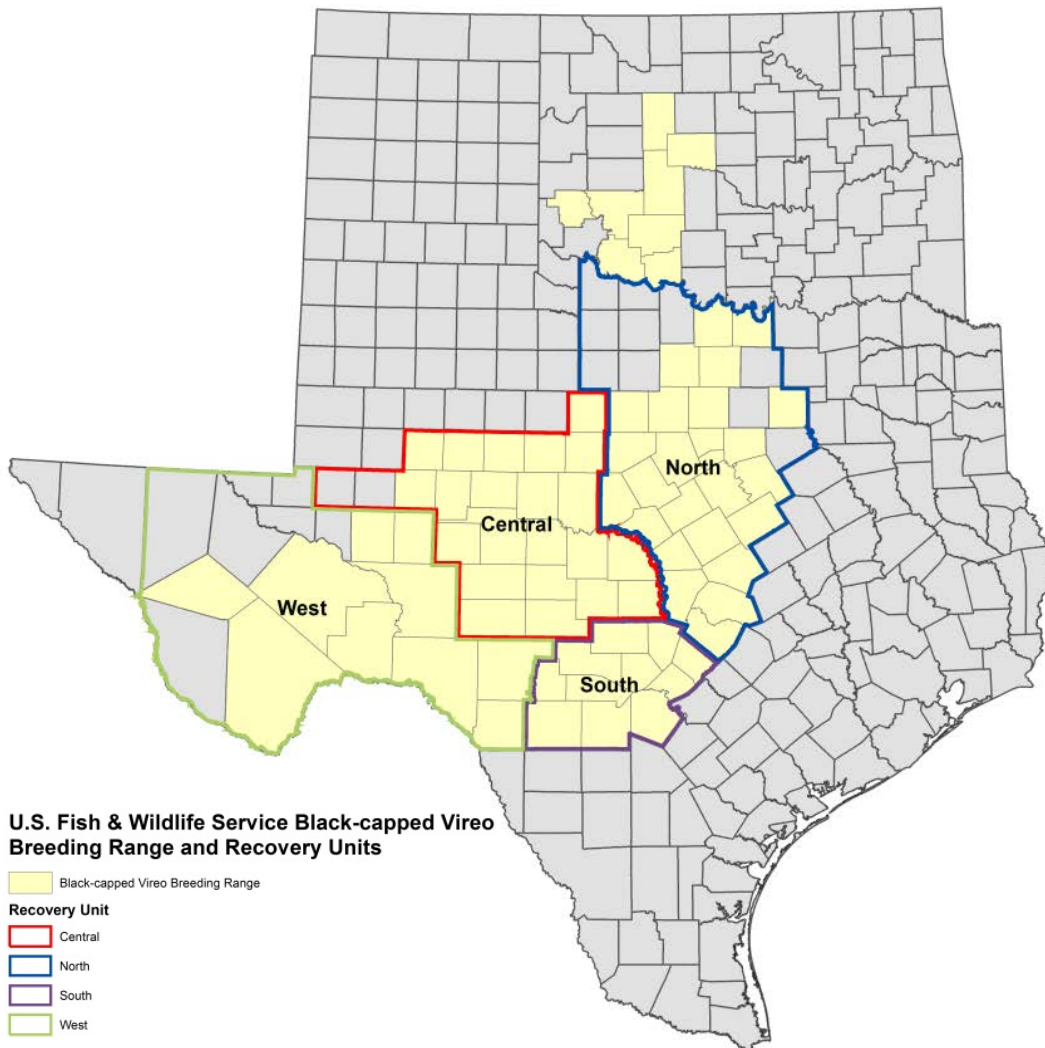 North
Central
West
South
U.S. Fish & Wildlife Service Black-capped Vireo
Breeding Range and Recovery Units
Black-capped Vireo Breeding Range
Recovery Unit
Central
North
South
West